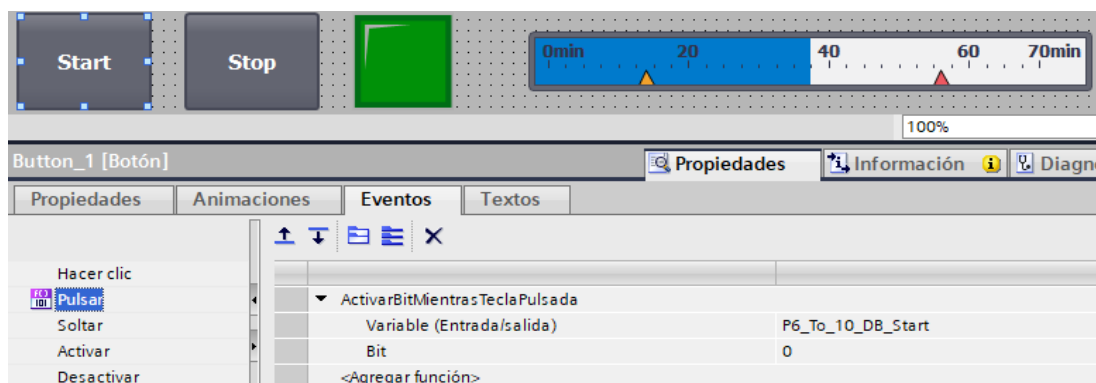 Start
Stop
0min 20 40 60 70min
100%
Button_1 [Botón]
Propiedades Información
Propiedades Animaciones Eventos Textos
Hacer clic
Pulsar
ActivarBitMientrasTeclaPulsada
Soltar
Variable (Entrada/salida) P6_To_10_DB_Start
Activar
Bit 0
Desactivar
<Agregar función>